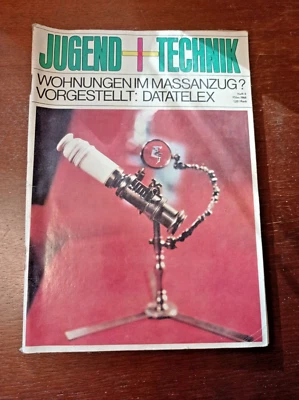 JUGEND + TECHNIK
WOHNUNGEN IM MASSANZUG?
VORGESTELLT: DATATELEX